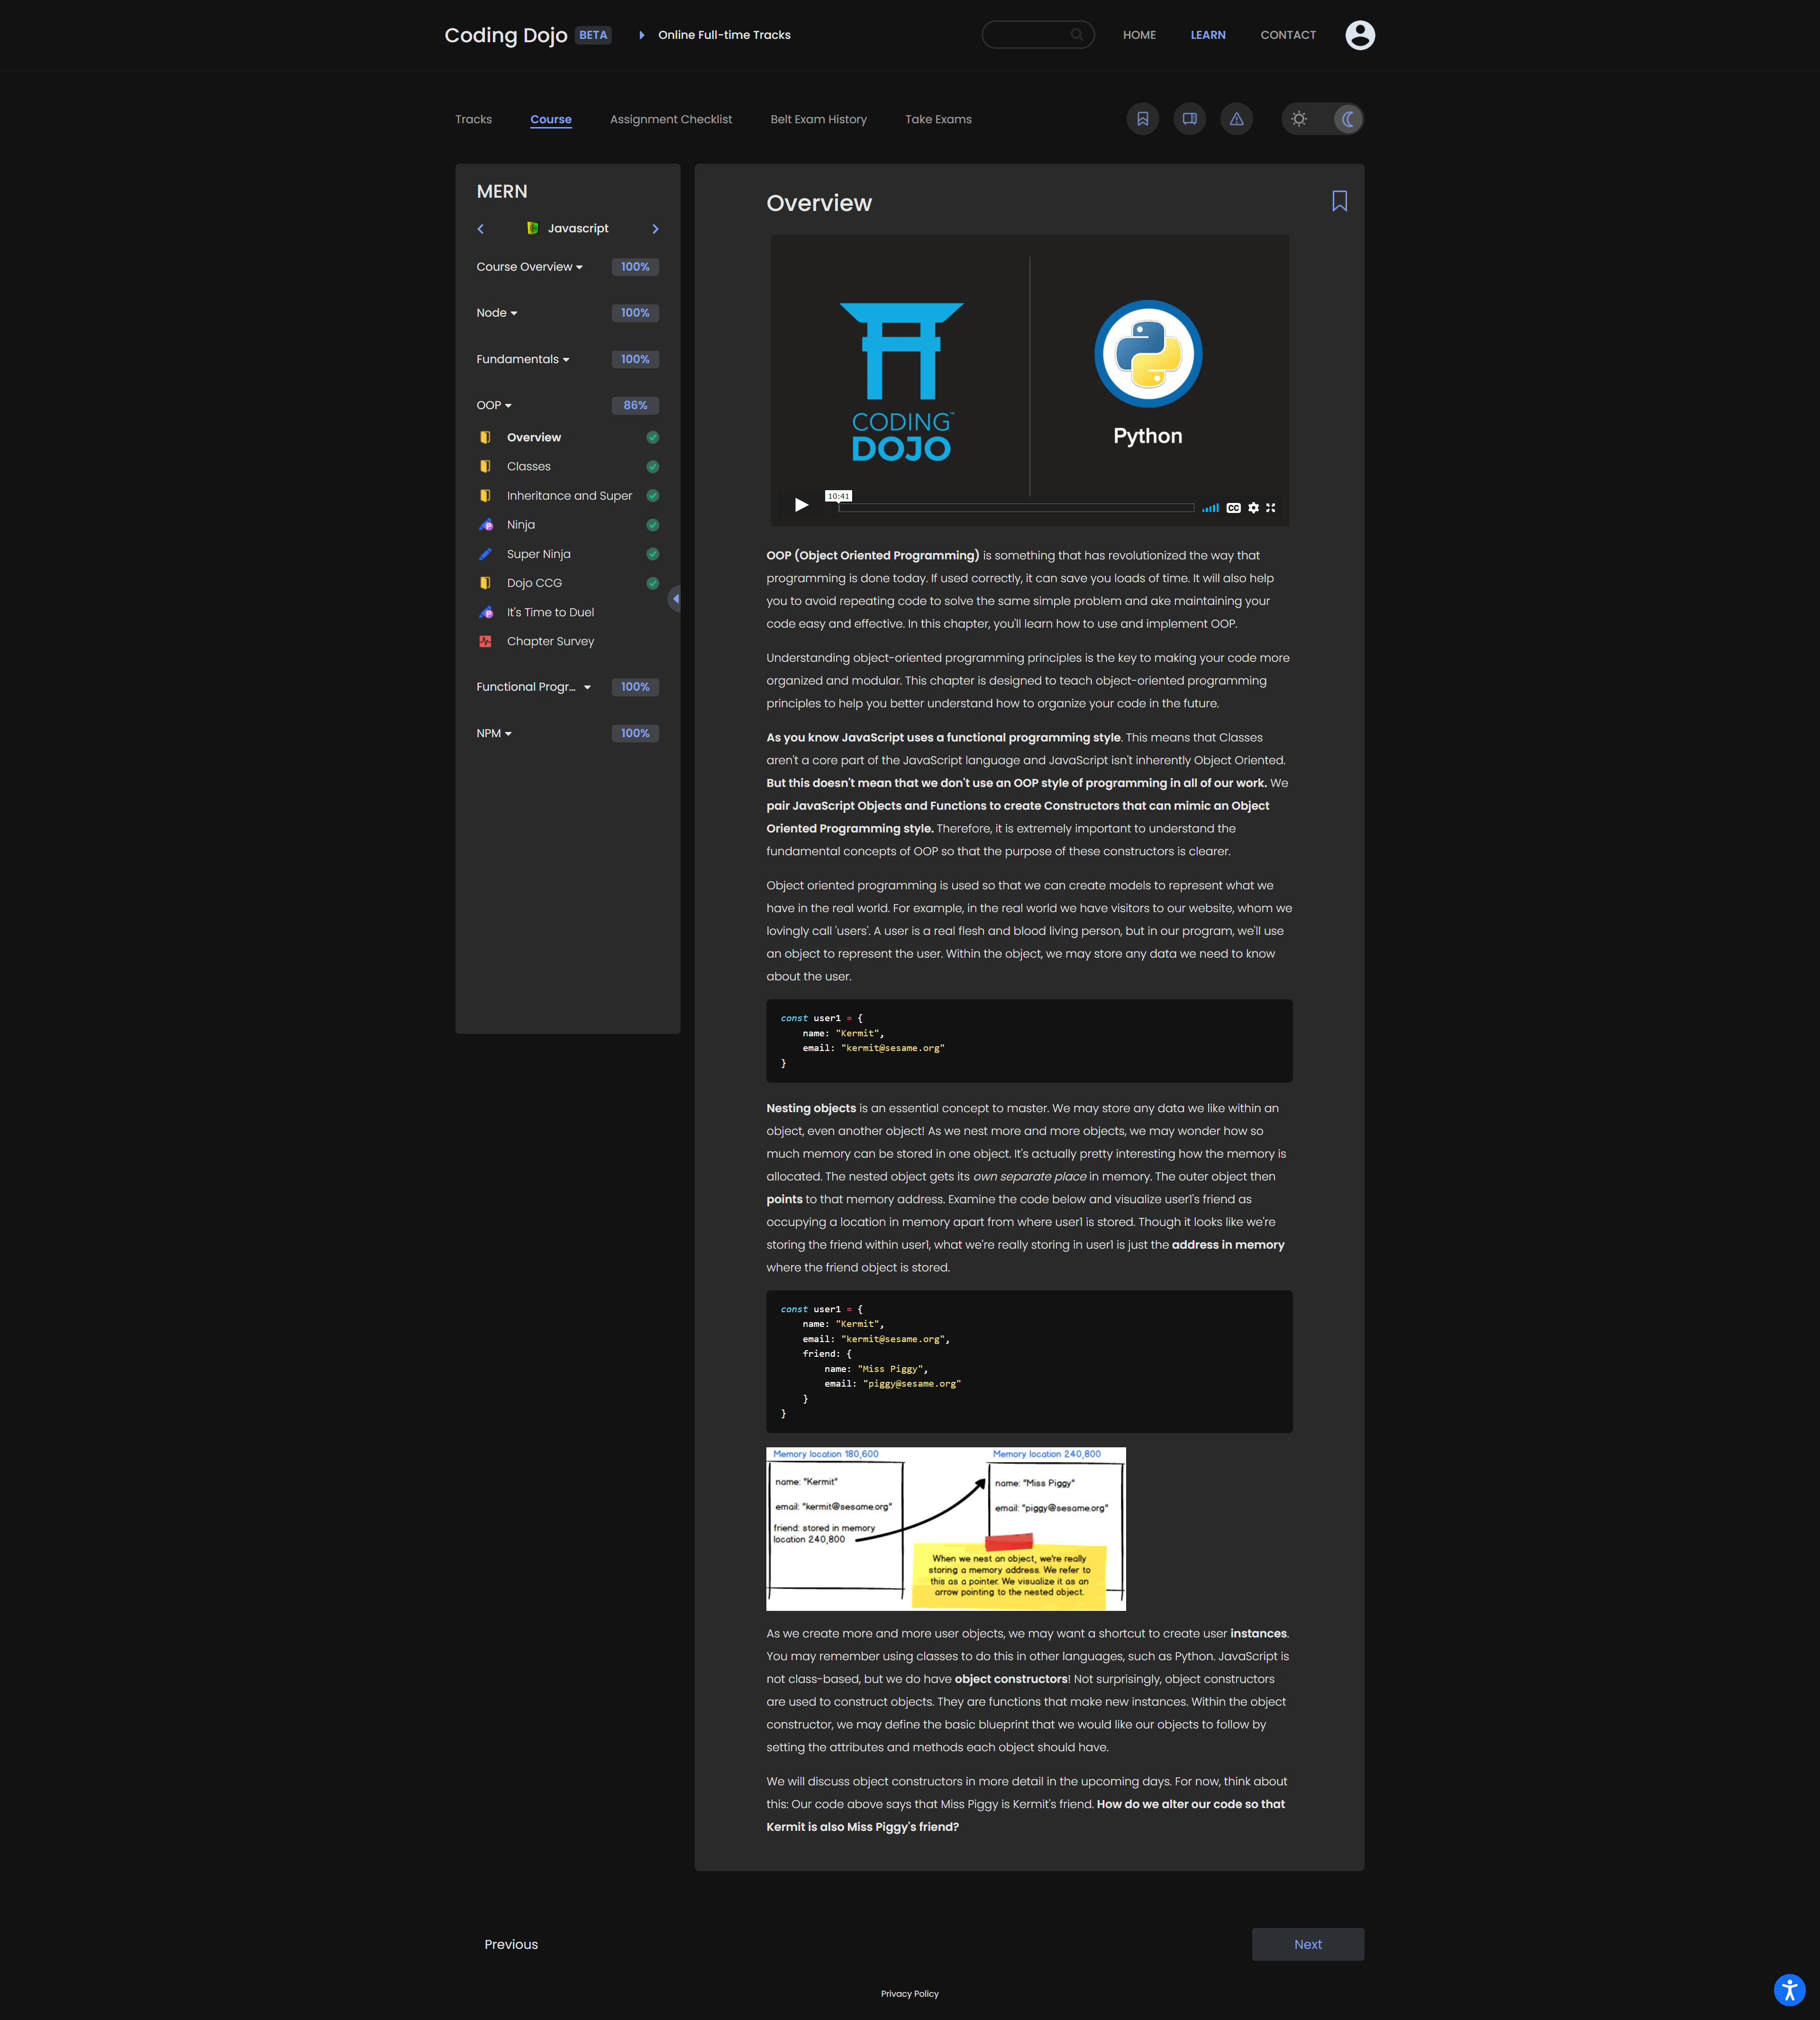 Coding Dojo BETA Online Full-time Tracks HOME LEARN CONTACT
Tracks Course Assignment Checklist Belt Exam History Take Exams
MERN
Javascript
Course Overview 100%
Node 100%
Fundamentals 100%
OOP 86%
Overview
Classes
Inheritance and Super
Ninja
Super Ninja
Dojo CCG
It's Time to Duel
Chapter Survey
Functional Progr... 100%
NPM 100%
Overview
CODING™
DOJO
Python
10:41
CC
OOP (Object Oriented Programming) is something that has revolutionized the way that
programming is done today. If used correctly, it can save you loads of time. It will also help
you to avoid repeating code to solve the same simple problem and ake maintaining your
code easy and effective. In this chapter, you'll learn how to use and implement OOP.
Understanding object-oriented programming principles is the key to making your code more
organized and modular. This chapter is designed to teach object-oriented programming
principles to help you better understand how to organize your code in the future.
As you know JavaScript uses a functional programming style. This means that Classes
aren't a core part of the JavaScript language and JavaScript isn't inherently Object Oriented.
But this doesn't mean that we don't use an OOP style of programming in all of our work. We
pair JavaScript Objects and Functions to create Constructors that can mimic an Object
Oriented Programming style. Therefore, it is extremely important to understand the
fundamental concepts of OOP so that the purpose of these constructors is clearer.
Object oriented programming is used so that we can create models to represent what we
have in the real world. For example, in the real world we have visitors to our website, whom we
lovingly call 'users'. A user is a real flesh and blood living person, but in our program, we'll use
an object to represent the user. Within the object, we may store any data we need to know
about the user.
const user1 = {
name: "Kermit",
email: "kermit@sesame.org"
}
Nesting objects is an essential concept to master. We may store any data we like within an
object, even another object! As we nest more and more objects, we may wonder how so
much memory can be stored in one object. It's actually pretty interesting how the memory is
allocated. The nested object gets its own separate place in memory. The outer object then
points to that memory address. Examine the code below and visualize user1's friend as
occupying a location in memory apart from where user1 is stored. Though it looks like we're
storing the friend within user1, what we're really storing in user1 is just the address in memory
where the friend object is stored.
const user1 = {
name: "Kermit",
email: "kermit@sesame.org",
friend: {
name: "Miss Piggy",
email: "piggy@sesame.org"
}
}
Memory location 180,600
name: "Kermit"
email: "kermit@sesame.org"
friend: stored in memory
location 240,800
Memory location 240,800
name: "Miss Piggy"
email: "piggy@sesame.org"
When we nest an object, we're really
storing a memory address. We refer to
this as a pointer. We visualize it as an
arrow pointing to the nested object.
As we create more and more user objects, we may want a shortcut to create user instances.
You may remember using classes to do this in other languages, such as Python. JavaScript is
not class-based, but we do have object constructors! Not surprisingly, object constructors
are used to construct objects. They are functions that make new instances. Within the object
constructor, we may define the basic blueprint that we would like our objects to follow by
setting the attributes and methods each object should have.
We will discuss object constructors in more detail in the upcoming days. For now, think about
this: Our code above says that Miss Piggy is Kermit's friend. How do we alter our code so that
Kermit is also Miss Piggy's friend?
Previous Next
Privacy Policy